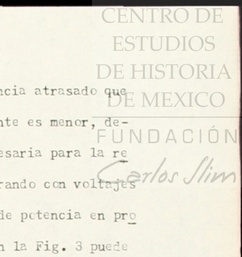 CENTRO DE
ESTUDIOS
DE HISTORIA
DE MEXICO
FUNDACIÓN
Carlos Slim
ncia atrasado que
nte es menor, de-
esaria para la re
rando con voltajes
de potencia en pro
n la Fig. 3 puede